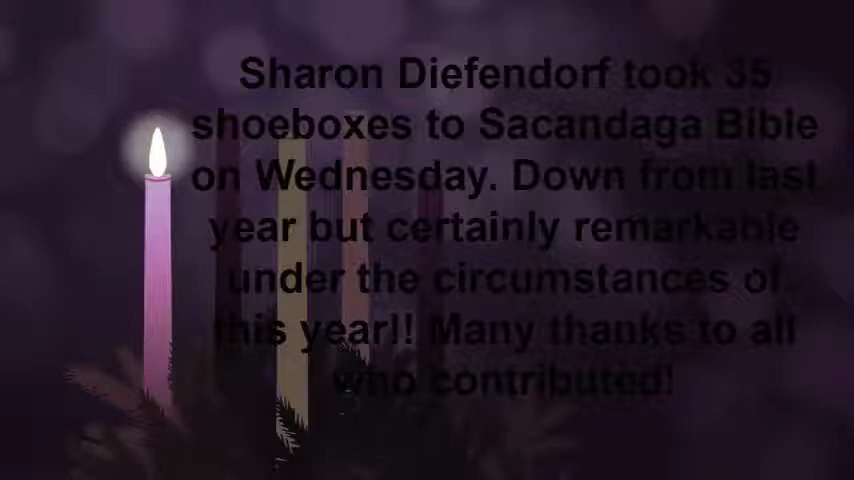 Sharon Diefendorf took 35
shoeboxes to Sacandaga Bible
on Wednesday. Down from last
year but certainly remarkable
under the circumstances of
this year!! Many thanks to all
who contributed!